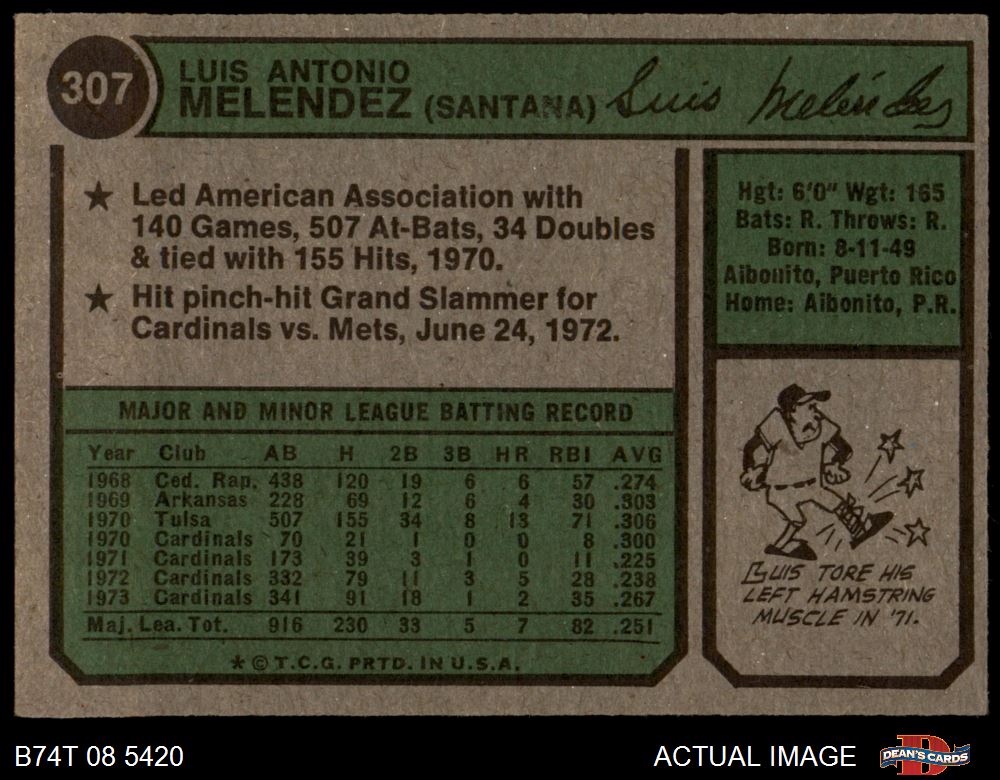 307
LUIS ANTONIO
MELENDEZ (SANTANA) Luis Meléndez
★ Led American Association with
140 Games, 507 At-Bats, 34 Doubles
& tied with 155 Hits, 1970.
★ Hit pinch-hit Grand Slammer for
Cardinals vs. Mets, June 24, 1972.
MAJOR AND MINOR LEAGUE BATTING RECORD
Year Club AB H 2B 3B HR RBI AVG
1968 Ced. Rap. 438 120 19 6 6 57 .274
1969 Arkansas 228 69 12 6 4 30 .303
1970 Tulsa 507 155 34 8 13 71 .306
1970 Cardinals 70 21 1 0 0 8 .300
1971 Cardinals 173 39 3 1 0 11 .225
1972 Cardinals 332 79 11 3 5 28 .238
1973 Cardinals 341 91 18 1 2 35 .267
Maj. Lea. Tot. 916 230 33 5 7 82 .251
★ © T.C.G. PRTD. IN U.S.A.
Hgt: 6'0" Wgt: 165
Bats: R. Throws: R.
Born: 8-11-49
Aibonito, Puerto Rico
Home: Aibonito, P.R.
LUIS TORE HIS
LEFT HAMSTRING
MUSCLE IN '71.
B74T 08 5420
ACTUAL IMAGE
DEAN'S CARDS